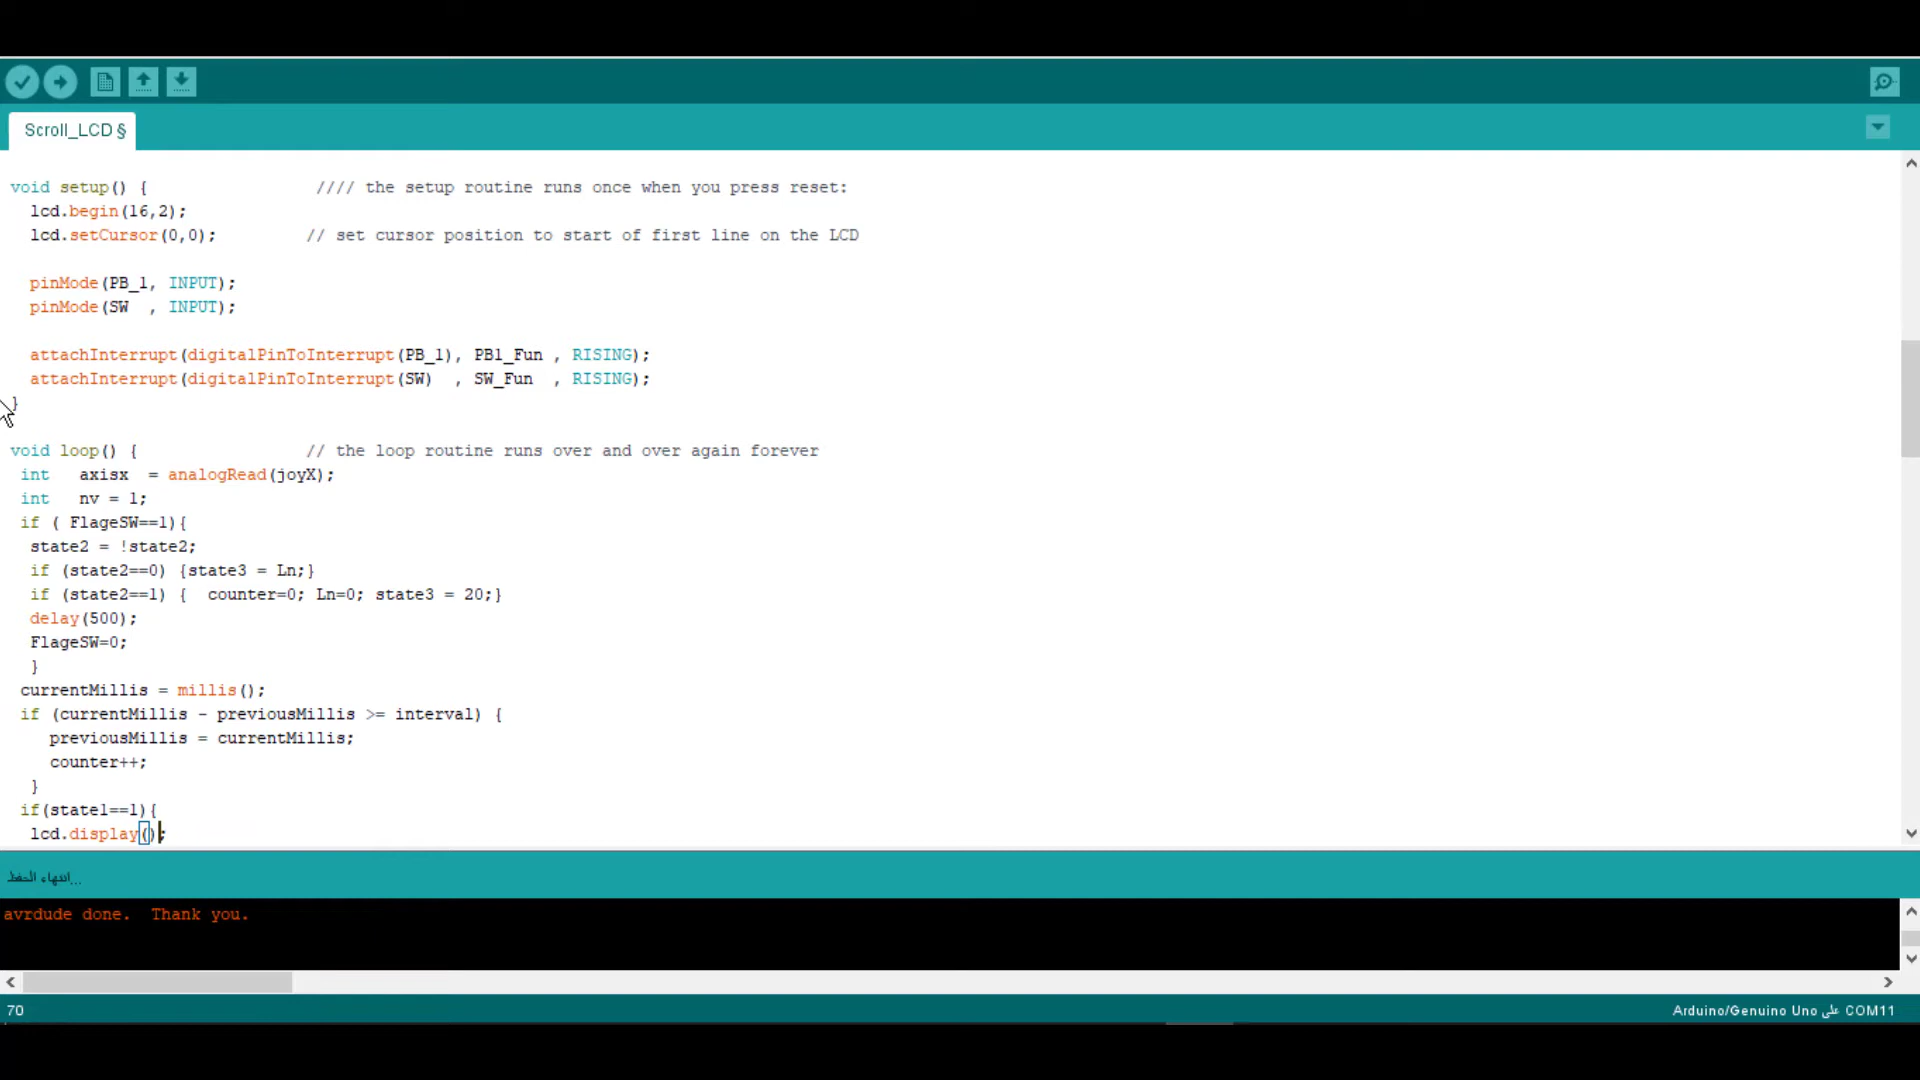 Scroll_LCD §
void setup() { //// the setup routine runs once when you press reset:
lcd.begin(16,2);
lcd.setCursor(0,0); // set cursor position to start of first line on the LCD
pinMode(PB_1, INPUT);
pinMode(SW , INPUT);
attachInterrupt(digitalPinToInterrupt(PB_1), PB1_Fun , RISING);
attachInterrupt(digitalPinToInterrupt(SW) , SW_Fun , RISING);
}
void loop() { // the loop routine runs over and over again forever
int axisx = analogRead(joyX);
int nv = 1;
if ( FlageSW==1){
state2 = !state2;
if (state2==0) {state3 = Ln;}
if (state2==1) { counter=0; Ln=0; state3 = 20;}
delay(500);
FlageSW=0;
}
currentMillis = millis();
if (currentMillis - previousMillis >= interval) {
previousMillis = currentMillis;
counter++;
}
if(state1==1){
lcd.display();
انتهاء الحفظ...
avrdude done. Thank you.
70
Arduino/Genuino Uno على COM11